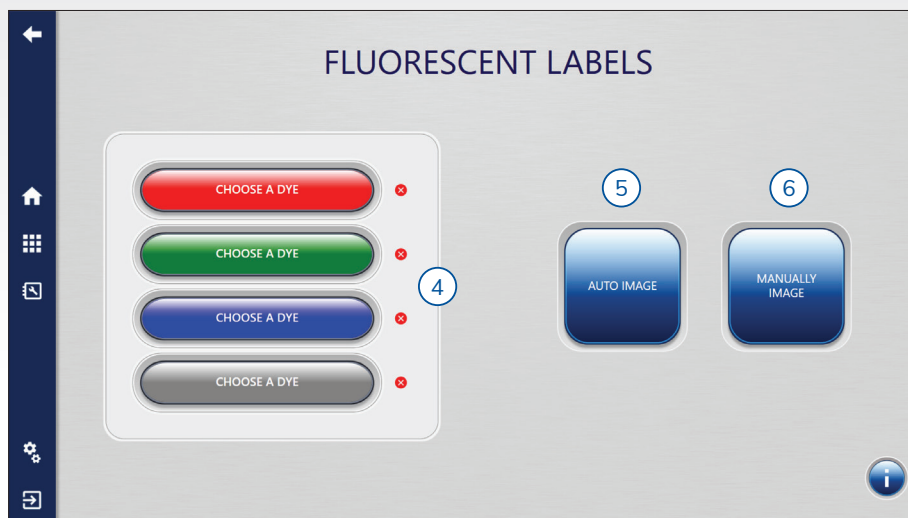 FLUORESCENT LABELS
CHOOSE A DYE
CHOOSE A DYE
CHOOSE A DYE
CHOOSE A DYE
4
5
AUTO IMAGE
6
MANUALLY
IMAGE
i